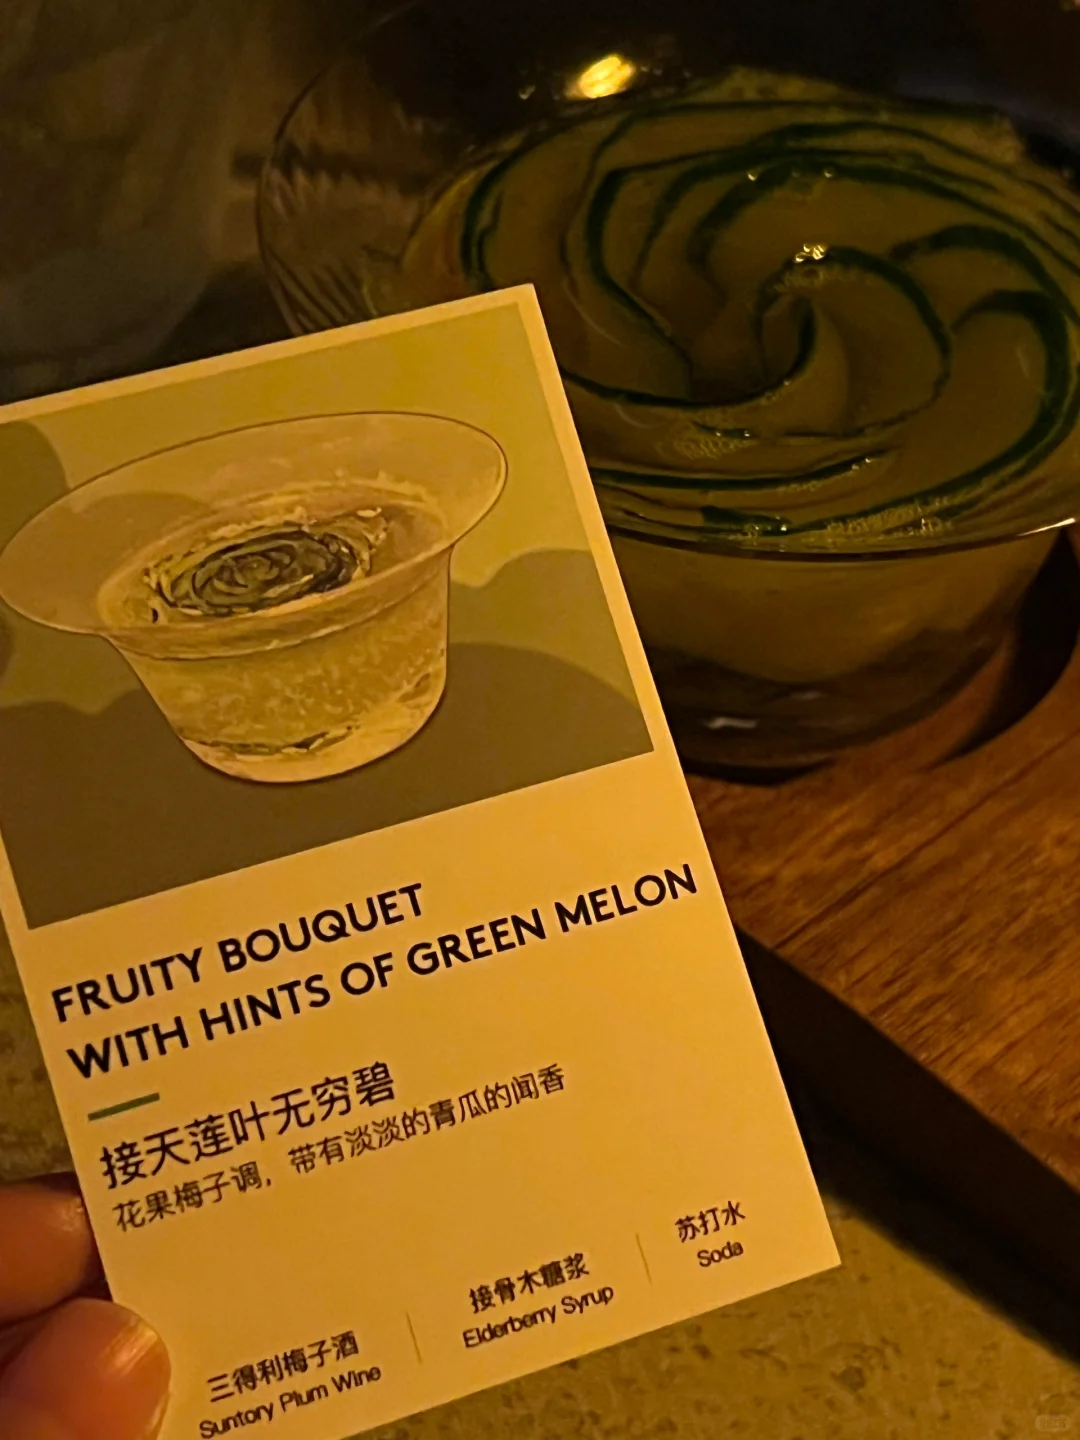 FRUITY BOUQUET
WITH HINTS OF GREEN MELON
接天莲叶无穷碧
花果梅子调，带有淡淡的青瓜的闻香
三得利梅子酒
Suntory Plum Wine
接骨木糖浆
Elderberry Syrup
苏打水
Soda